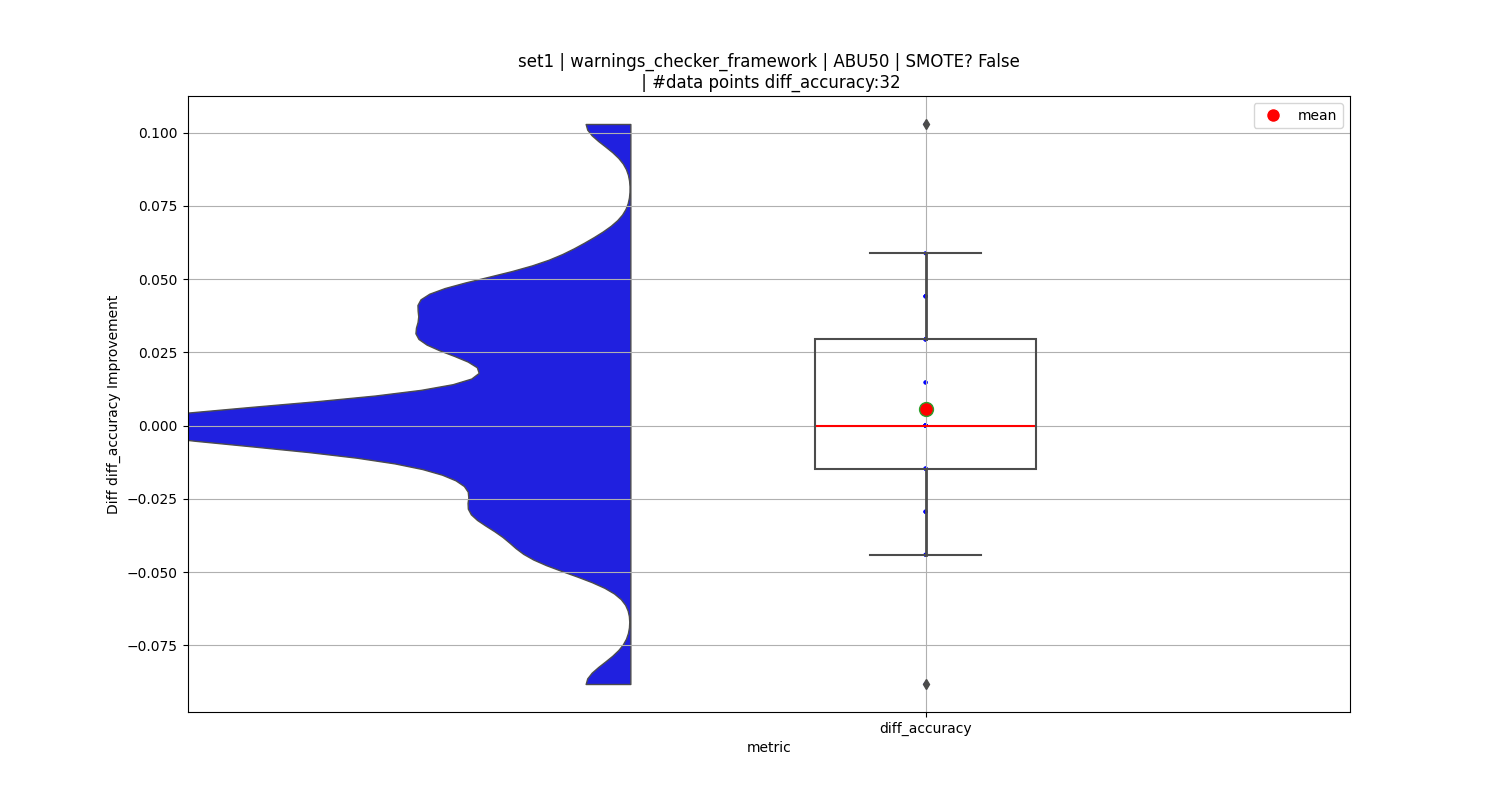 set1 | warnings_checker_framework | ABU50 | SMOTE? False
| #data points diff_accuracy:32
mean
0.100
0.075
0.050
0.025
0.000
−0.025
−0.050
−0.075
Diff diff_accuracy Improvement
diff_accuracy
metric